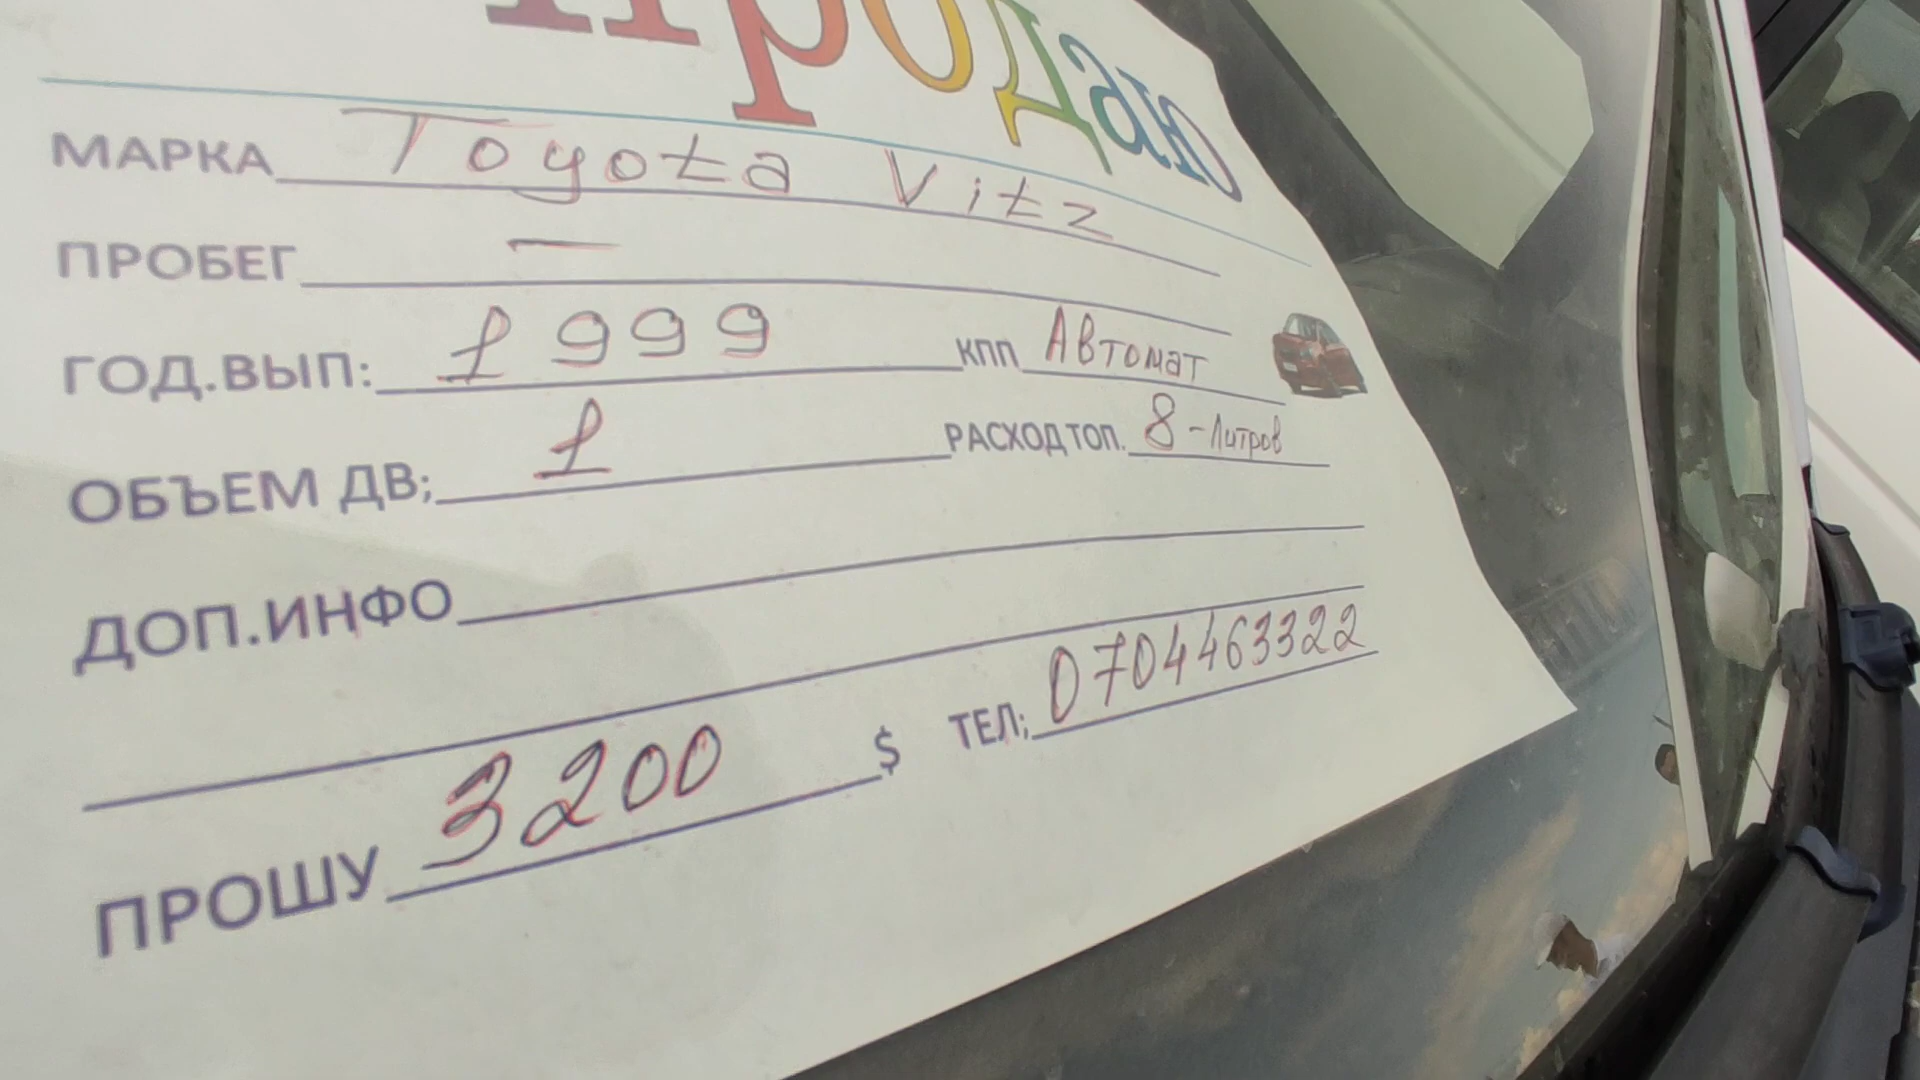 Продаю
МАРКА Toyota Vitz
ПРОБЕГ —
ГОД.ВЫП: 1999 КПП Автомат
ОБЪЕМ ДВ; 1 РАСХОД ТОП. 8-Литров
ДОП.ИНФО
ПРОШУ 3200 $ ТЕЛ; 0704463322